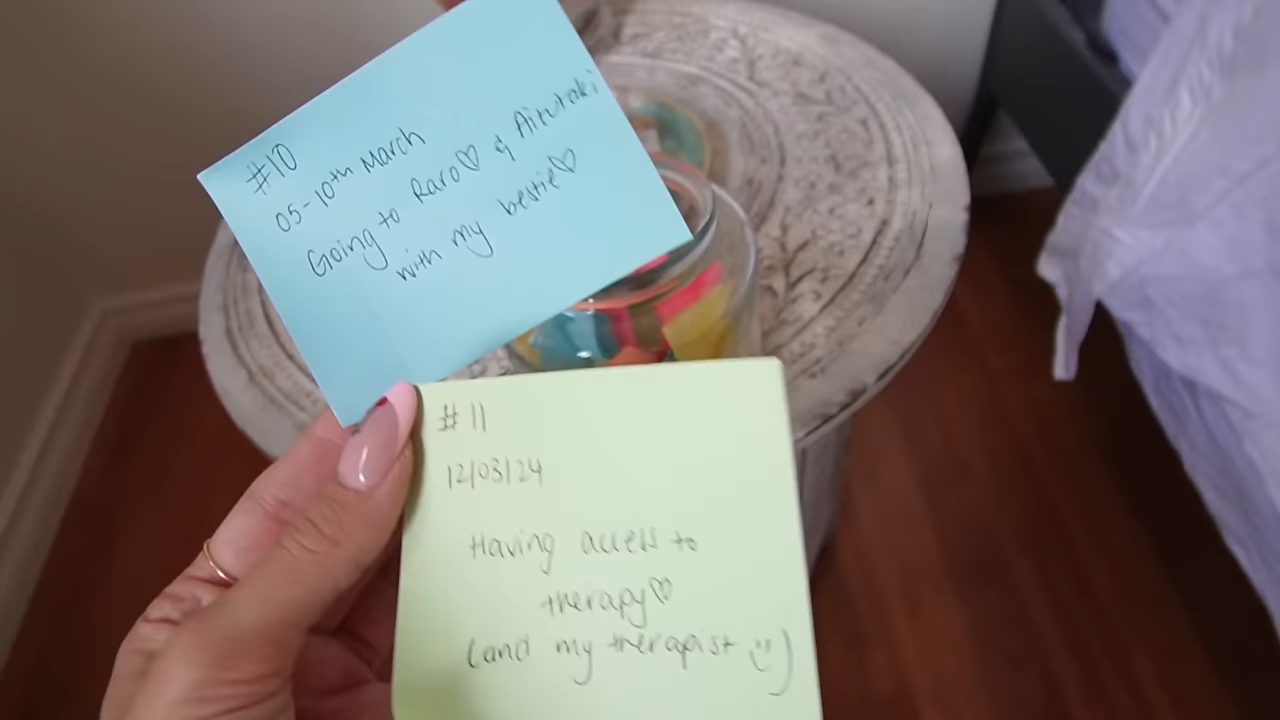 #10
05-10th March
Going to Raro♡ & Aitutaki
with my bestie♡
#11
12/03/24
Having access to
therapy♡
(and my therapist ü)